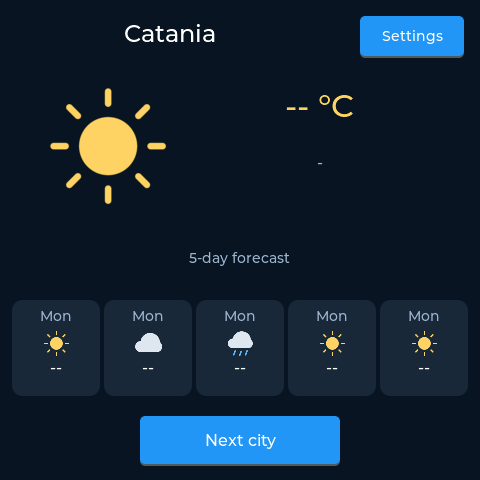 Catania
Settings
-- °C
-
5-day forecast
Mon
--
Mon
--
Mon
--
Mon
--
Mon
--
Next city